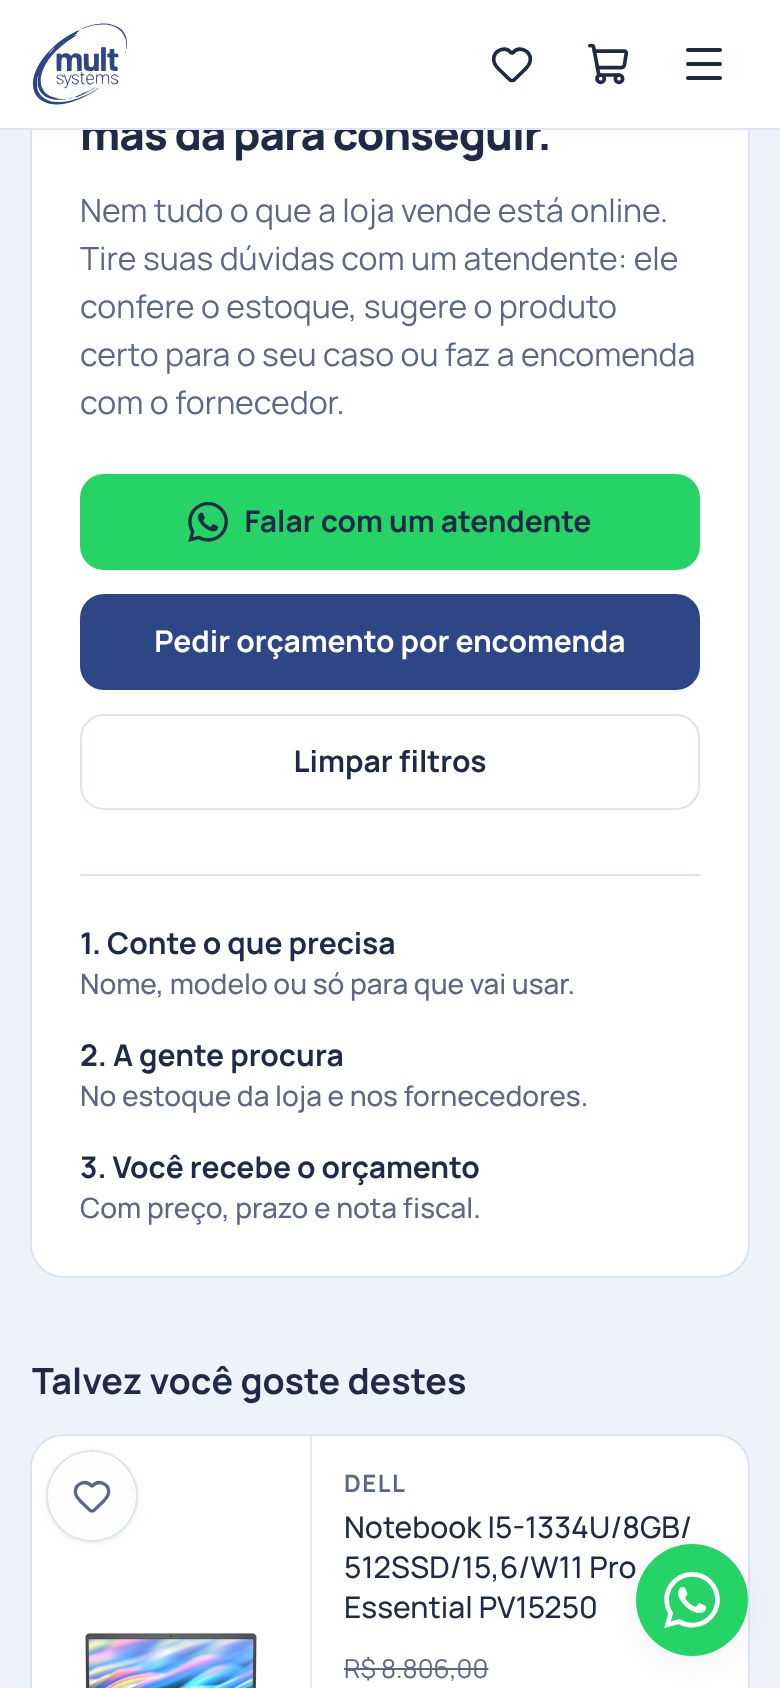 mult
systems
mas dá para conseguir.
Nem tudo o que a loja vende está online.
Tire suas dúvidas com um atendente: ele
confere o estoque, sugere o produto
certo para o seu caso ou faz a encomenda
com o fornecedor.
Falar com um atendente
Pedir orçamento por encomenda
Limpar filtros
1. Conte o que precisa
Nome, modelo ou só para que vai usar.
2. A gente procura
No estoque da loja e nos fornecedores.
3. Você recebe o orçamento
Com preço, prazo e nota fiscal.
Talvez você goste destes
DELL
Notebook I5-1334U/8GB/
512SSD/15,6/W11 Pro
Essential PV15250
R$ 8.806,00